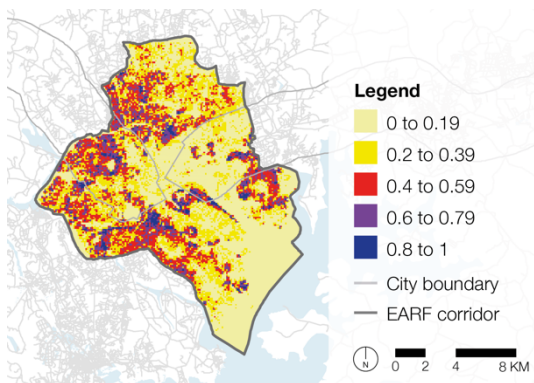 Legend
0 to 0.19
0.2 to 0.39
0.4 to 0.59
0.6 to 0.79
0.8 to 1
City boundary
EARF corridor
N
0 2 4 8 KM